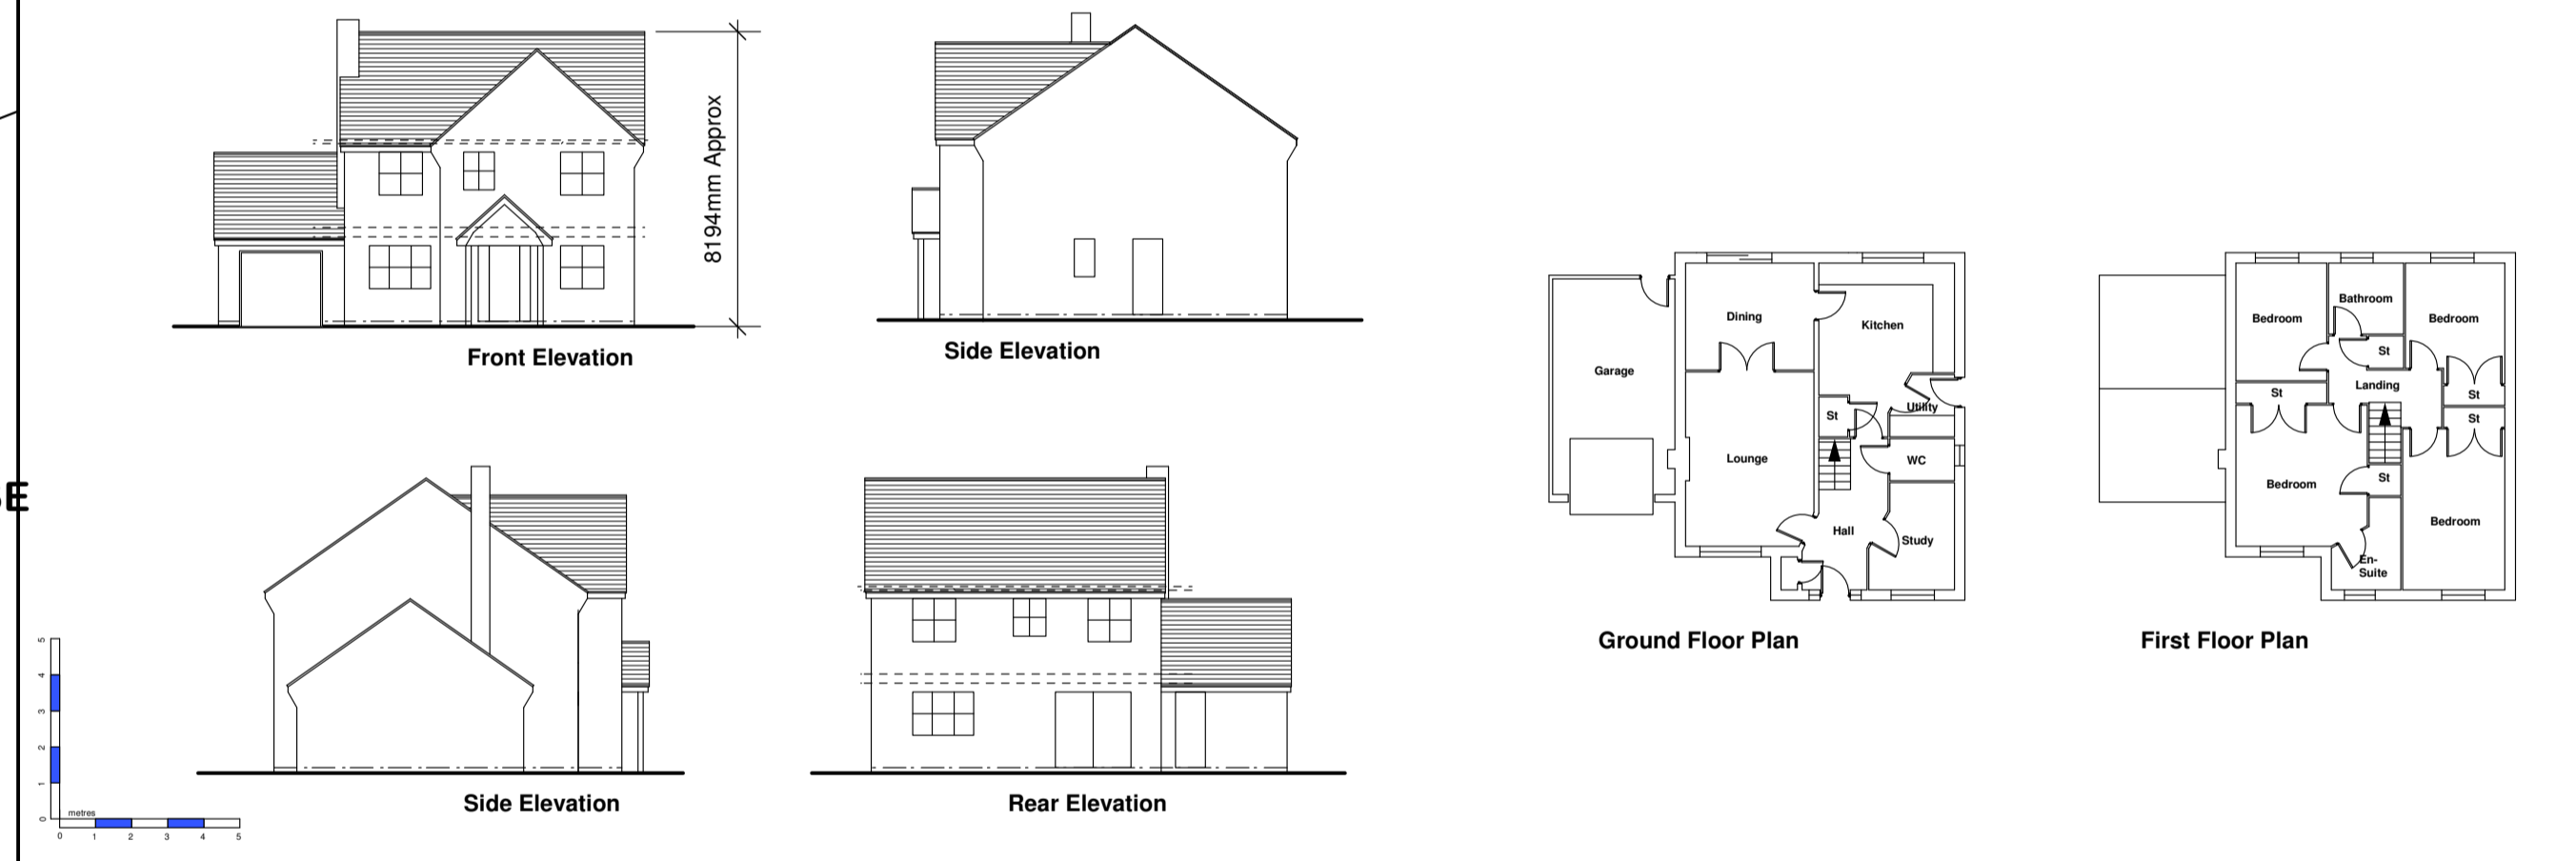 8194mm Approx
Front Elevation
Side Elevation
Side Elevation
Rear Elevation
5
4
3
2
1
0
metres
0 1 2 3 4 5
Garage
Dining
Kitchen
St
Utility
Lounge
WC
Hall
Study
Ground Floor Plan
Bedroom
Bathroom
Bedroom
St
Landing
St
St
St
Bedroom
St
Bedroom
En-
Suite
First Floor Plan